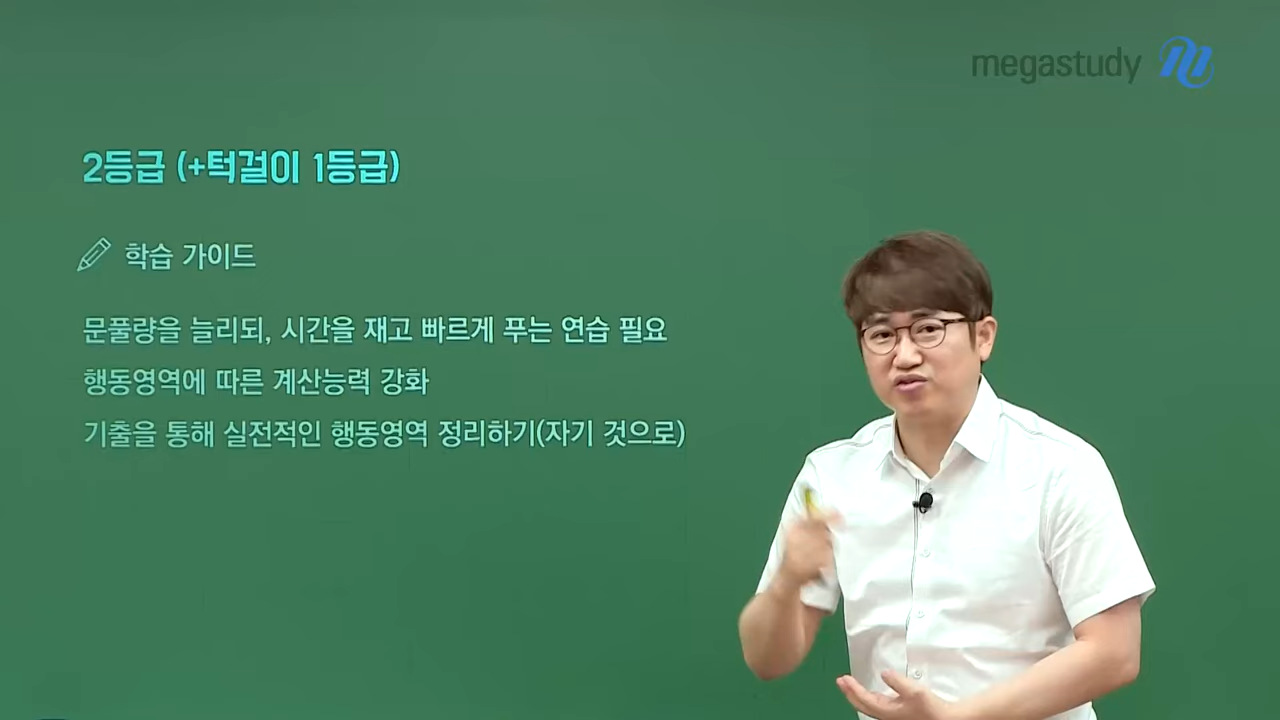 megastudy
2등급 (+턱걸이 1등급)
학습 가이드
문풀량을 늘리되, 시간을 재고 빠르게 푸는 연습 필요
행동영역에 따른 계산능력 강화
기출을 통해 실전적인 행동영역 정리하기(자기 것으로)